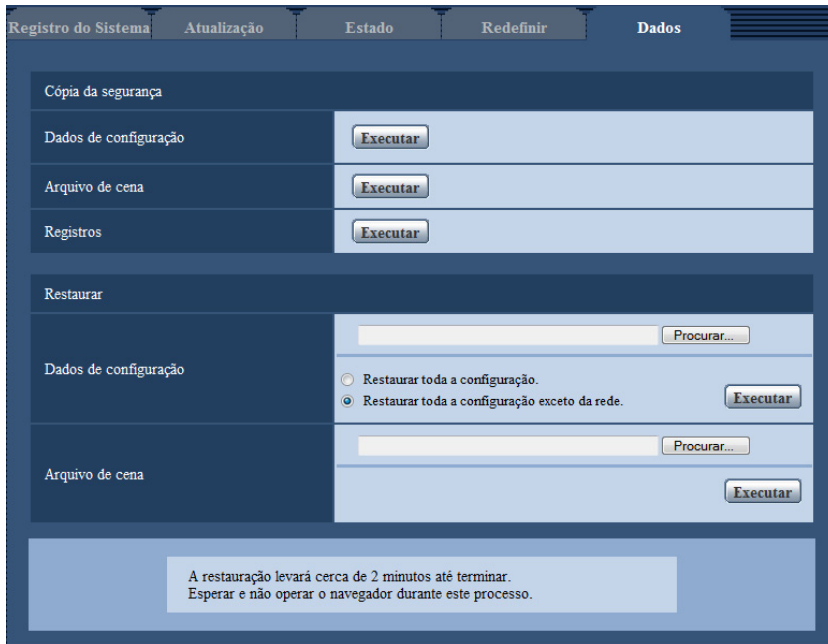 Registro do Sistema Atualização Estado Redefinir Dados
Cópia da segurança
Dados de configuração Executar
Arquivo de cena Executar
Registros Executar
Restaurar
Procurar...
Dados de configuração
Restaurar toda a configuração.
Restaurar toda a configuração exceto da rede. Executar
Procurar...
Arquivo de cena
Executar
A restauração levará cerca de 2 minutos até terminar.
Esperar e não operar o navegador durante este processo.